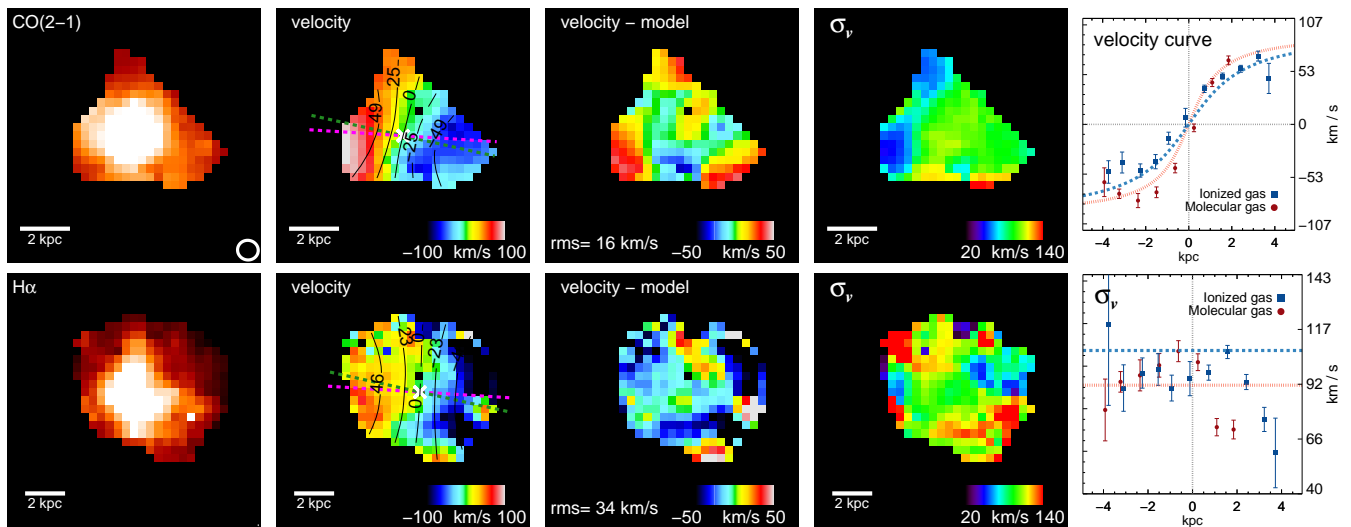 CO(2−1)
velocity
velocity − model
σv
velocity curve
25
0
−49
−25
−49
2 kpc
2 kpc
−100 km/s 100
rms= 16 km/s
−50 km/s 50
20 km/s 140
107
53
0
−53
−107
km / s
Ionized gas
Molecular gas
−4 −2 0 2 4
kpc
Hα
velocity
velocity − model
σv
σv
23
46
0
−23
2 kpc
2 kpc
−100 km/s 100
rms= 34 km/s
−50 km/s 50
20 km/s 140
Ionized gas
Molecular gas
143
117
92
66
40
km / s
−4 −2 0 2 4
kpc